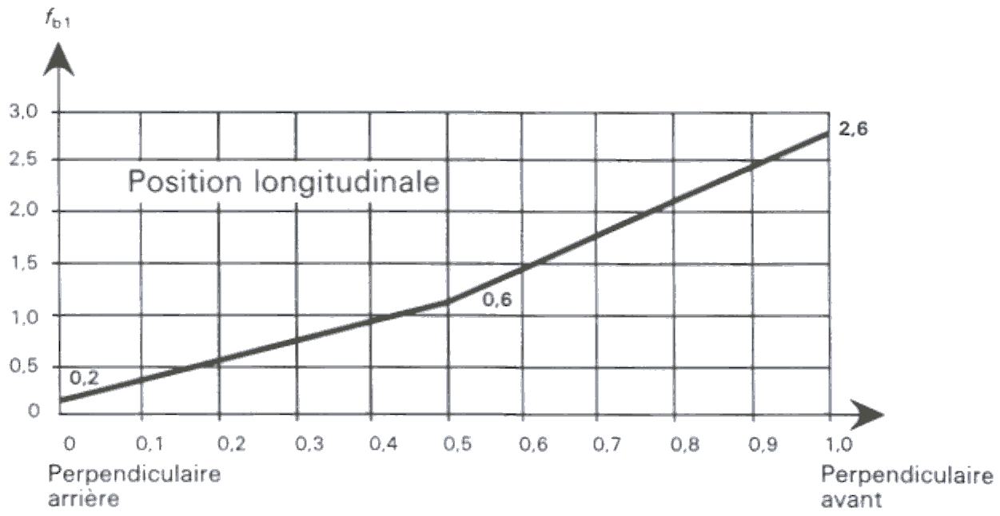 f b1
3,0
2,6
2,5
Position longitudinale
2,0
1,5
0,6
1,0
0,5
0,2
0
0 0,1 0,2 0,3 0,4 0,5 0,6 0,7 0,8 0,9 1,0
Perpendiculaire Perpendiculaire
arrière avant